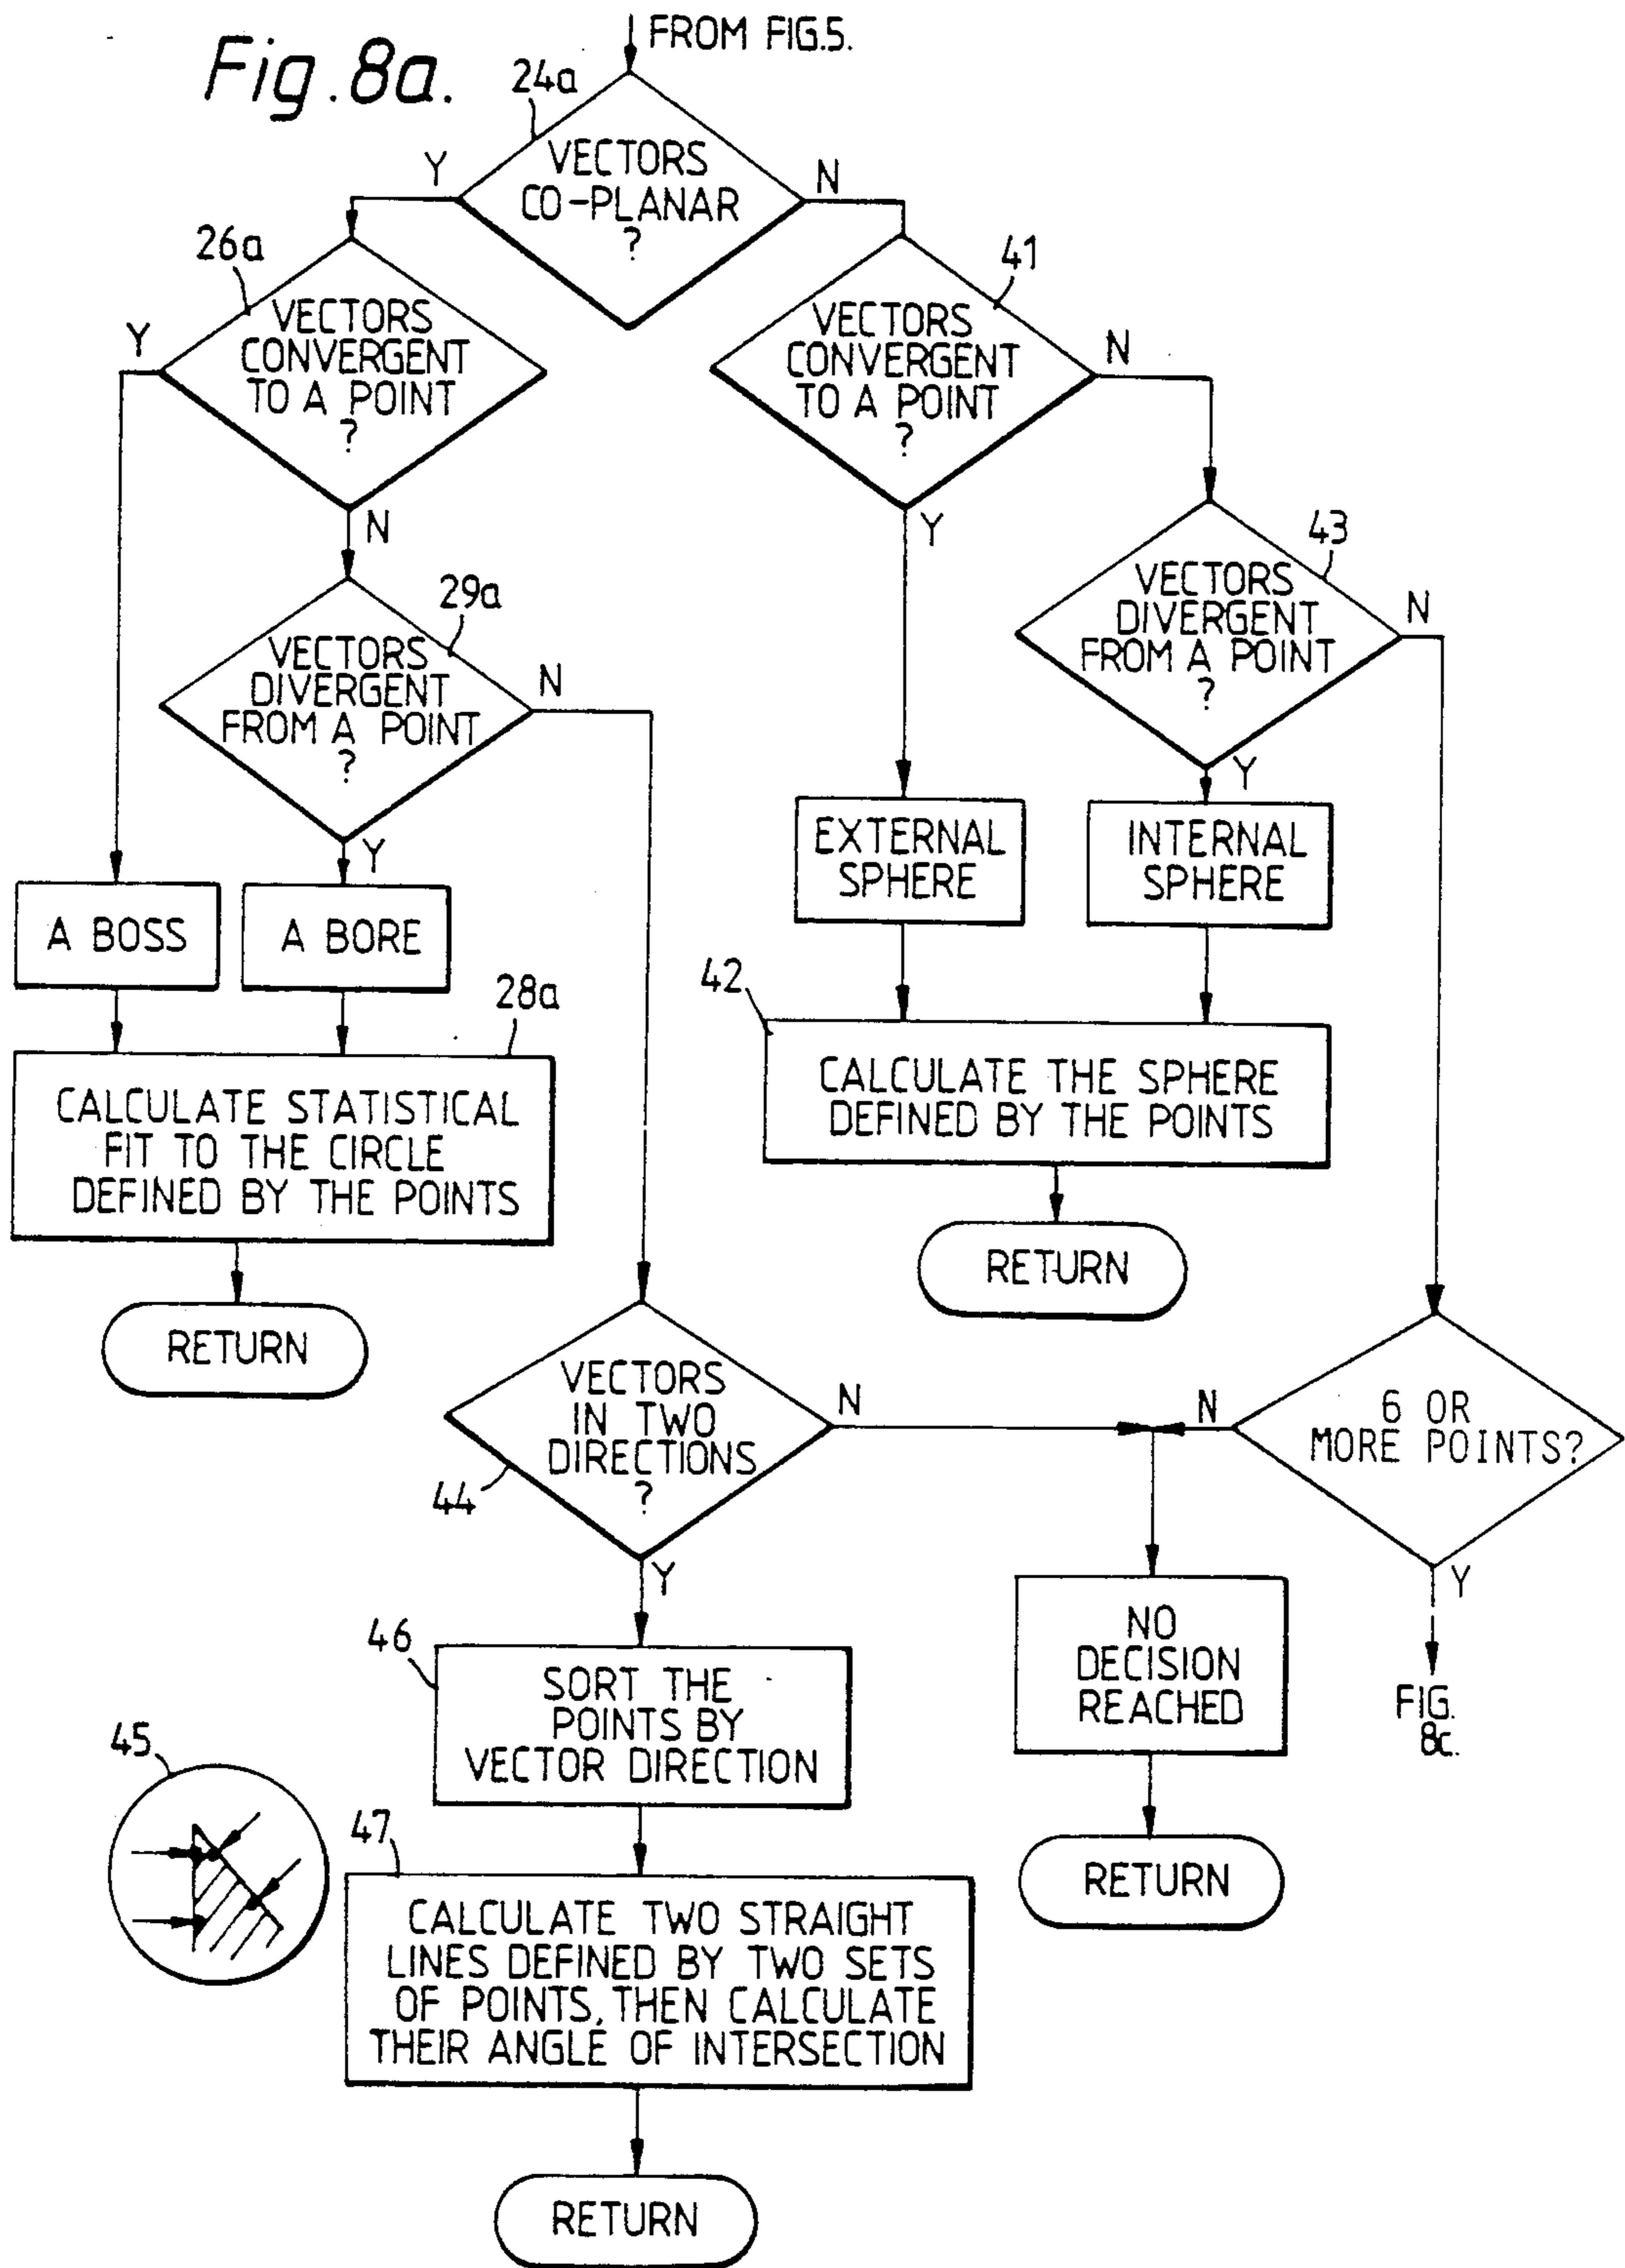 Fig.8a.
FROM FIG.5.
24a
VECTORS
CO-PLANAR
?
Y
N
26a
VECTORS
CONVERGENT
TO A POINT
?
Y
N
41
VECTORS
CONVERGENT
TO A POINT
?
N
Y
29a
VECTORS
DIVERGENT
FROM A POINT
?
N
Y
43
VECTORS
DIVERGENT
FROM A POINT
?
N
Y
A BOSS
A BORE
EXTERNAL
SPHERE
INTERNAL
SPHERE
28a
CALCULATE STATISTICAL
FIT TO THE CIRCLE
DEFINED BY THE POINTS
RETURN
42
CALCULATE THE SPHERE
DEFINED BY THE POINTS
RETURN
44
VECTORS
IN TWO
DIRECTIONS
?
N
Y
6 OR
MORE POINTS?
N
Y
FIG.
8c.
NO
DECISION
REACHED
RETURN
46
SORT THE
POINTS BY
VECTOR DIRECTION
45
47
CALCULATE TWO STRAIGHT
LINES DEFINED BY TWO SETS
OF POINTS, THEN CALCULATE
THEIR ANGLE OF INTERSECTION
RETURN